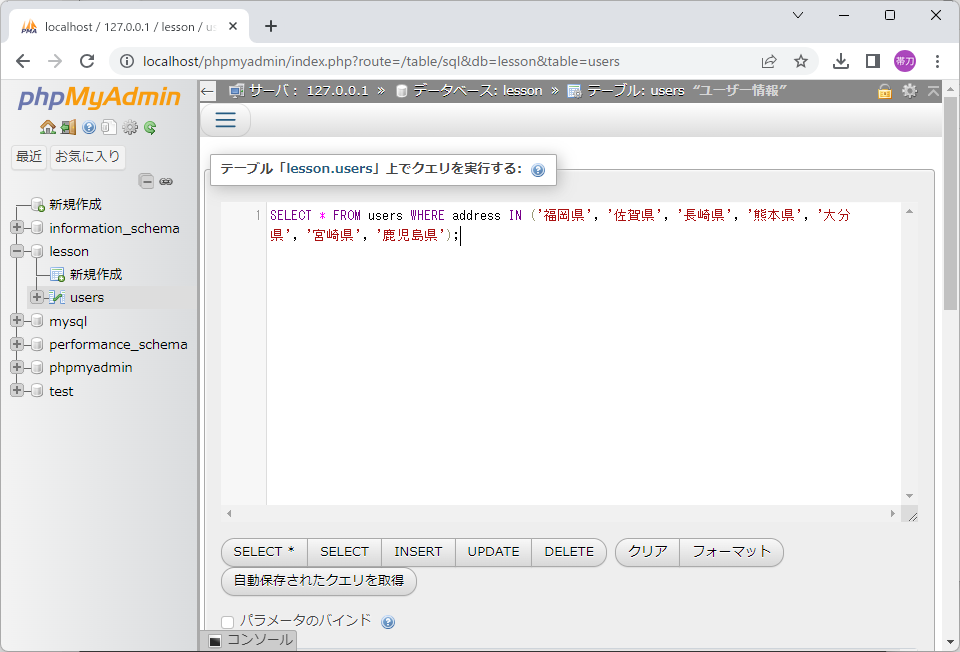 localhost / 127.0.0.1 / lesson / us
localhost/phpmyadmin/index.php?route=/table/sql&db=lesson&table=users
帯刀
phpMyAdmin
サーバ: 127.0.0.1 » データベース: lesson » テーブル: users “ユーザー情報”
最近 お気に入り
新規作成
information_schema
lesson
新規作成
users
mysql
performance_schema
phpmyadmin
test
テーブル「lesson.users」上でクエリを実行する:
1 SELECT * FROM users WHERE address IN ('福岡県', '佐賀県', '長崎県', '熊本県', '大分
県', '宮崎県', '鹿児島県');
SELECT * SELECT INSERT UPDATE DELETE クリア フォーマット
自動保存されたクエリを取得
パラメータのバインド
コンソール